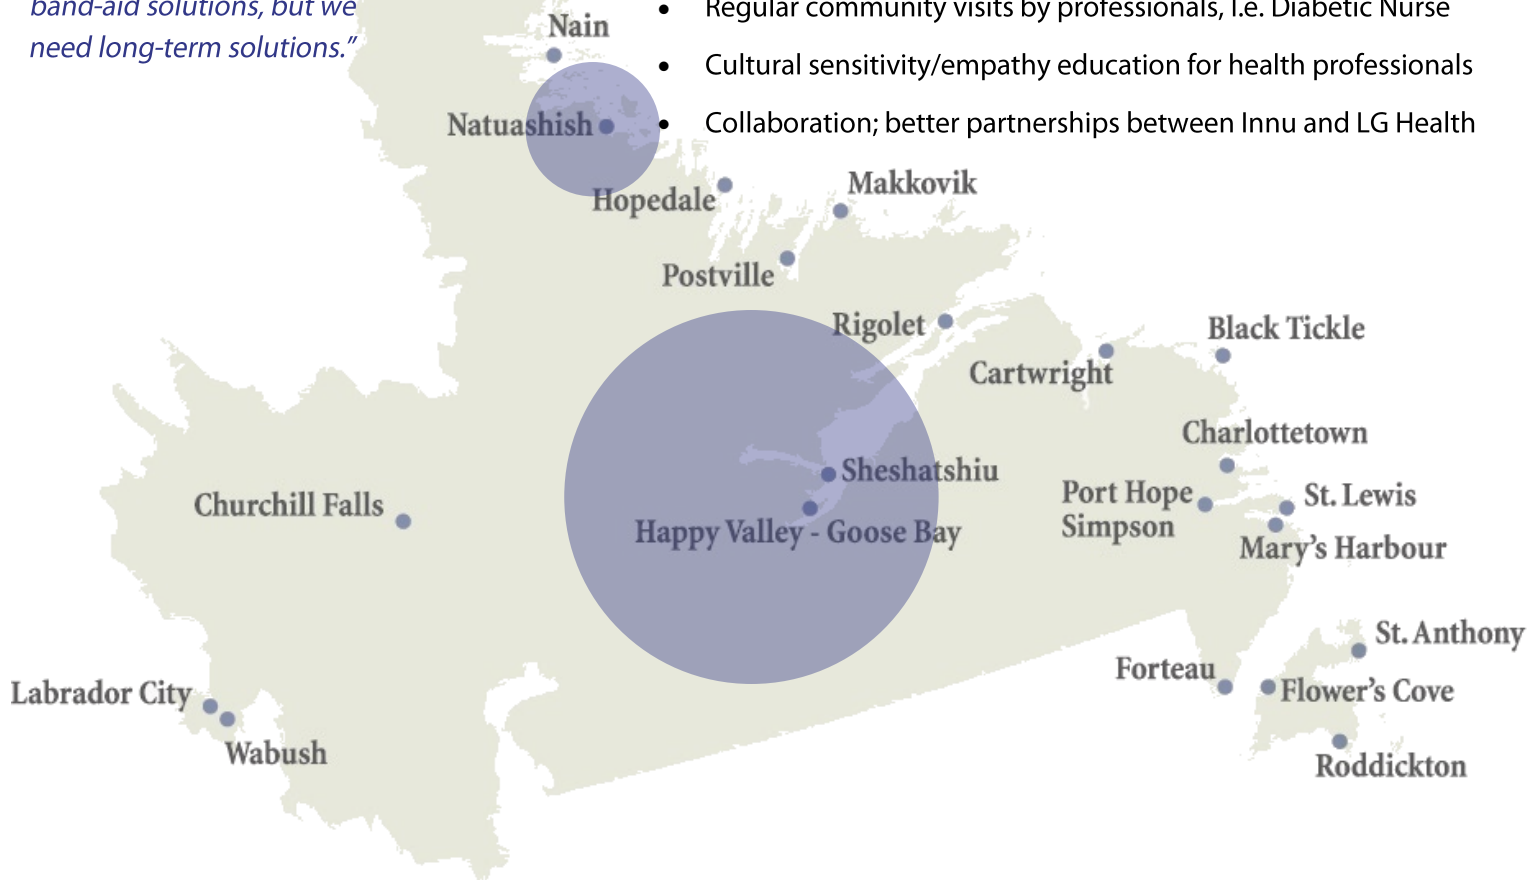 band-aid solutions, but we
need long-term solutions.”
• Regular community visits by professionals, I.e. Diabetic Nurse
• Cultural sensitivity/empathy education for health professionals
• Collaboration; better partnerships between Innu and LG Health
Nain
Natuashish
Hopedale
Makkovik
Postville
Rigolet
Black Tickle
Cartwright
Charlottetown
Sheshatshiu
Churchill Falls
Port Hope
Simpson
St. Lewis
Happy Valley - Goose Bay
Mary’s Harbour
St. Anthony
Forteau
Flower’s Cove
Labrador City
Wabush
Roddickton